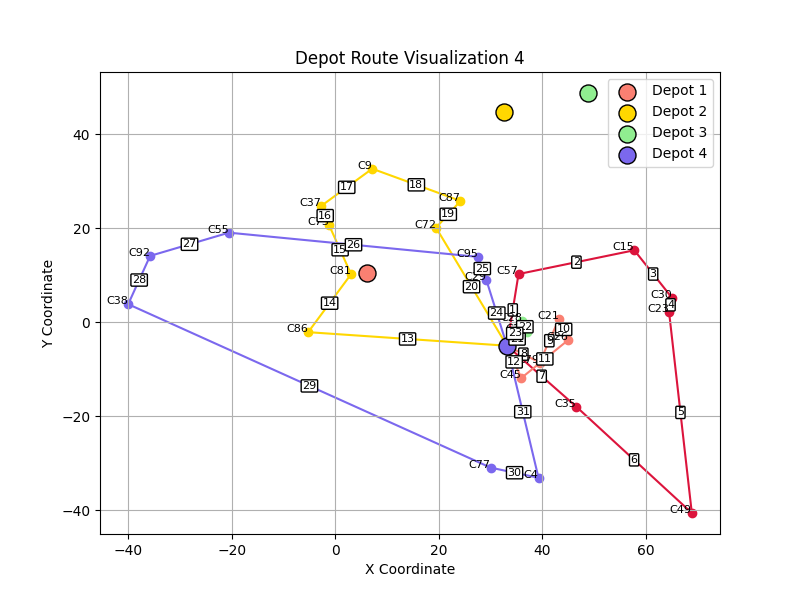 Depot Route Visualization 4
Depot 1
Depot 2
Depot 3
Depot 4
Y Coordinate
40
20
0
−20
−40
−40
−20
0
20
40
60
X Coordinate
C9
17
18
C37
16
C87
19
C72
15
26
C81
14
C86
13
20
C55
27
C92
28
C38
29
C77
30
C4
31
C95
25
24
23
22
1
C57
2
C15
3
C30
4
C23
5
C49
6
C35
7
C21
10
9
11
12
C45
8